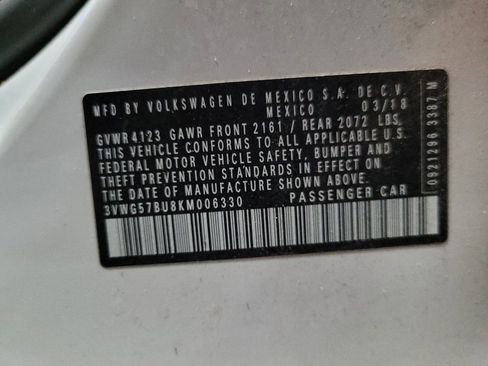 MFD BY VOLKSWAGEN DE MEXICO S.A. DE C.V.
MEXICO 03/18
GVWR 4123 GAWR FRONT 2161 / REAR 2072 LBS
THIS VEHICLE CONFORMS TO ALL APPLICABLE U.S.
FEDERAL MOTOR VEHICLE SAFETY, BUMPER AND
THEFT PREVENTION STANDARDS IN EFFECT ON
THE DATE OF MANUFACTURE SHOWN ABOVE.
3VWG57BU8KM006330 PASSENGER CAR
0921296 3387 M